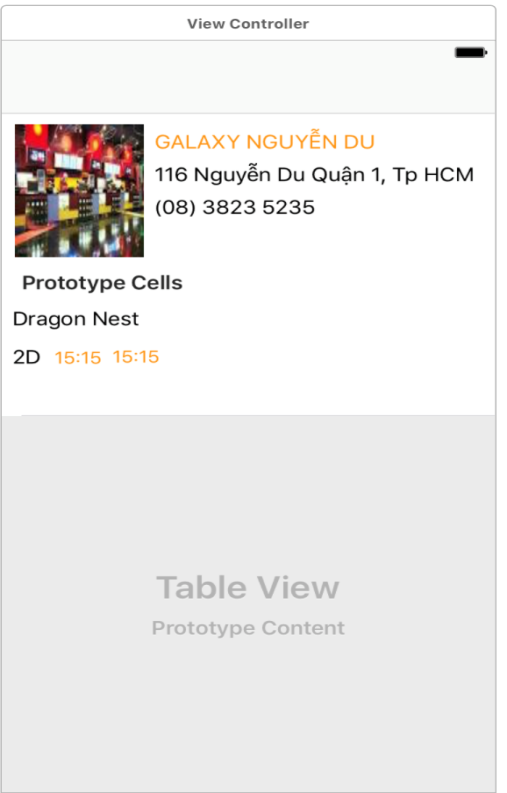 View Controller
GALAXY NGUYỄN DU
116 Nguyễn Du Quận 1, Tp HCM
(08) 3823 5235
Prototype Cells
Dragon Nest
2D 15:15 15:15
Table View
Prototype Content